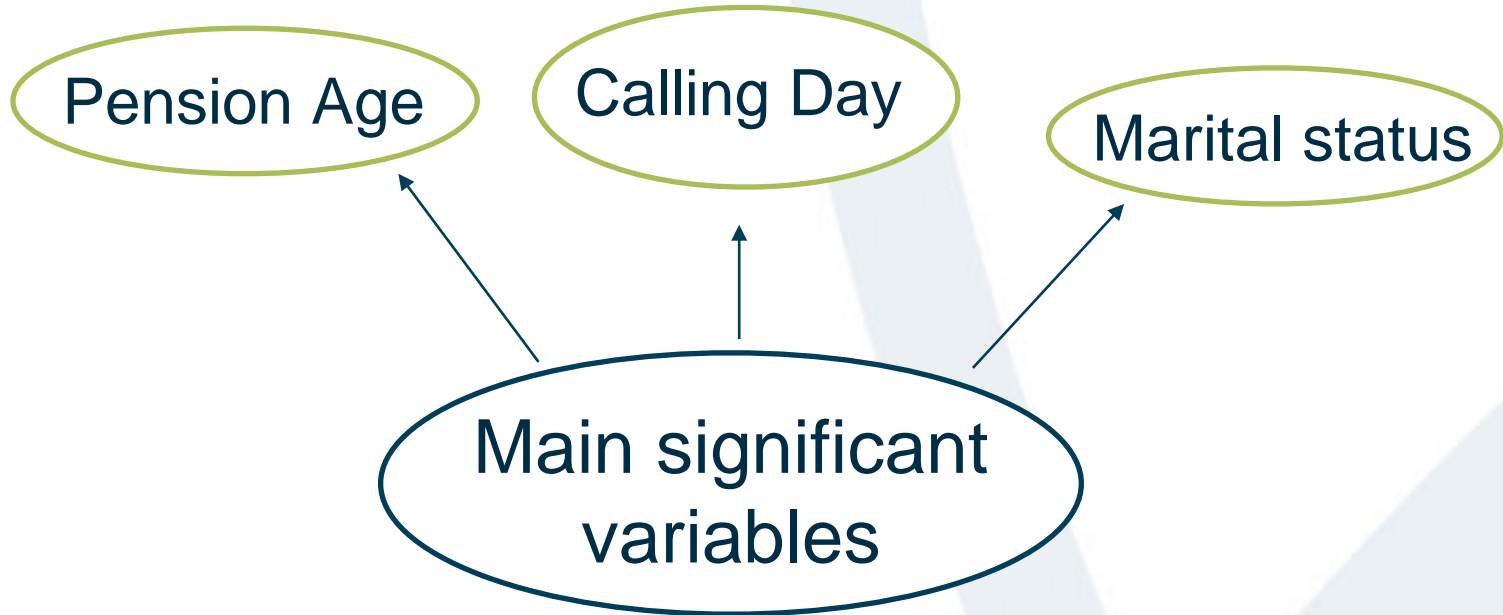 Pension Age
Calling Day
Marital status
Main significant
variables